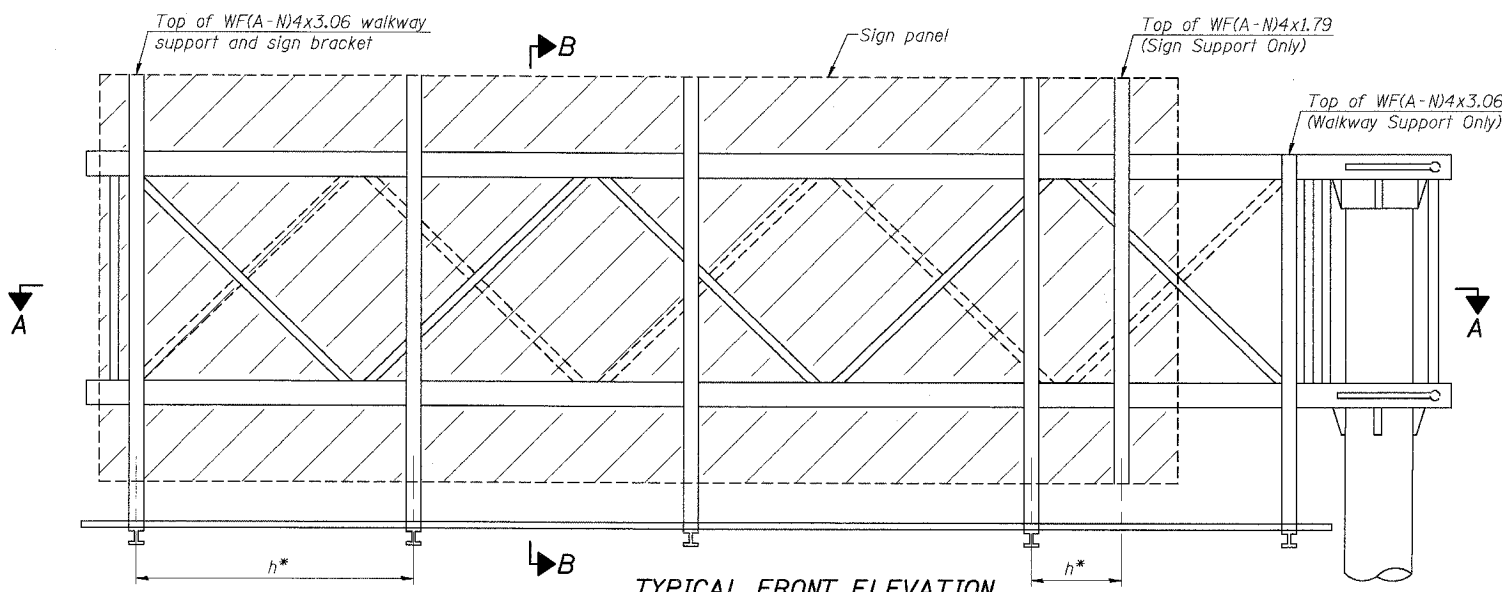 Top of WF(A-N)4x3.06 walkway
support and sign bracket
B
Sign panel
Top of WF(A-N)4x1.79
(Sign Support Only)
Top of WF(A-N)4x3.06
(Walkway Support Only)
A
A
h*
B
h*
TYPICAL FRONT ELEVATION